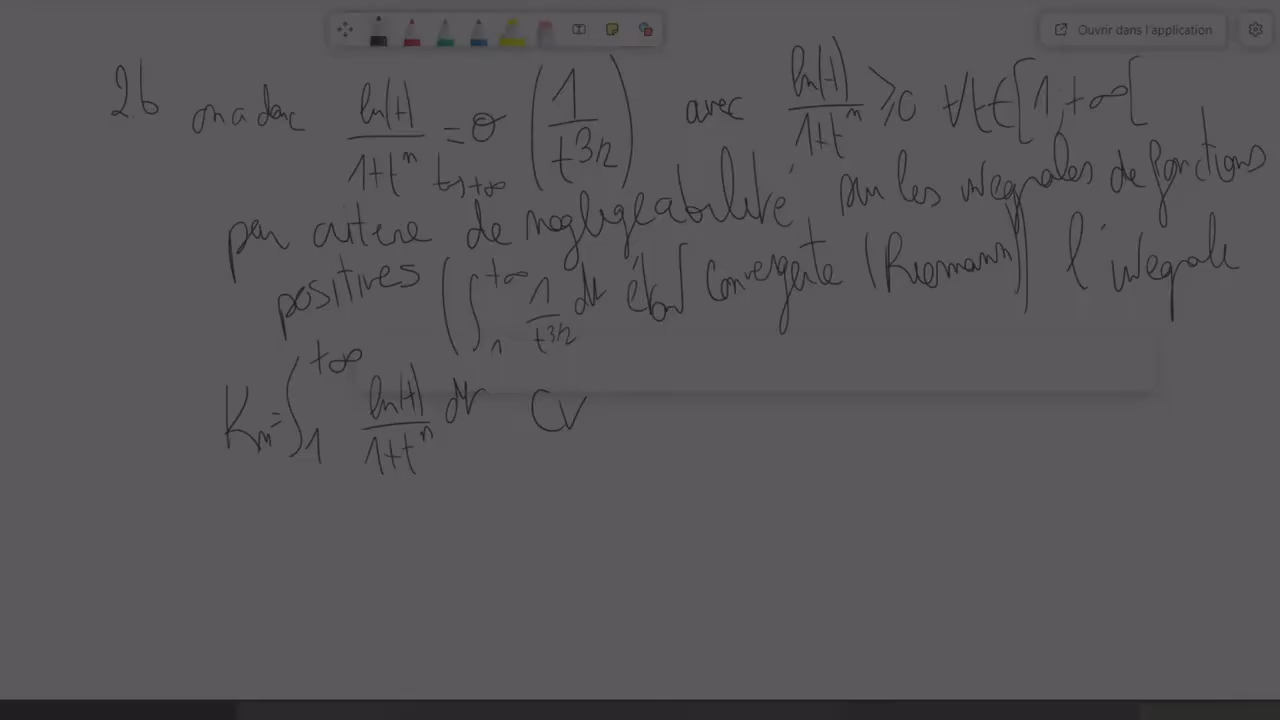 Ouvrir dans l'application
2b on a donc ln(t)/(1+t^n) = o_{t→+∞} (1/t^{3/2}) avec ln(t)/(1+t^n) ≥ 0 ∀t∈[1,+∞[
par critère de négligeabilité sur les intégrales de fonctions
positives (∫_1^{+∞} 1/t^{3/2} dt étant convergente (Riemann)) l'intégrale
K_n = ∫_1^{+∞} ln(t)/(1+t^n) dt CV